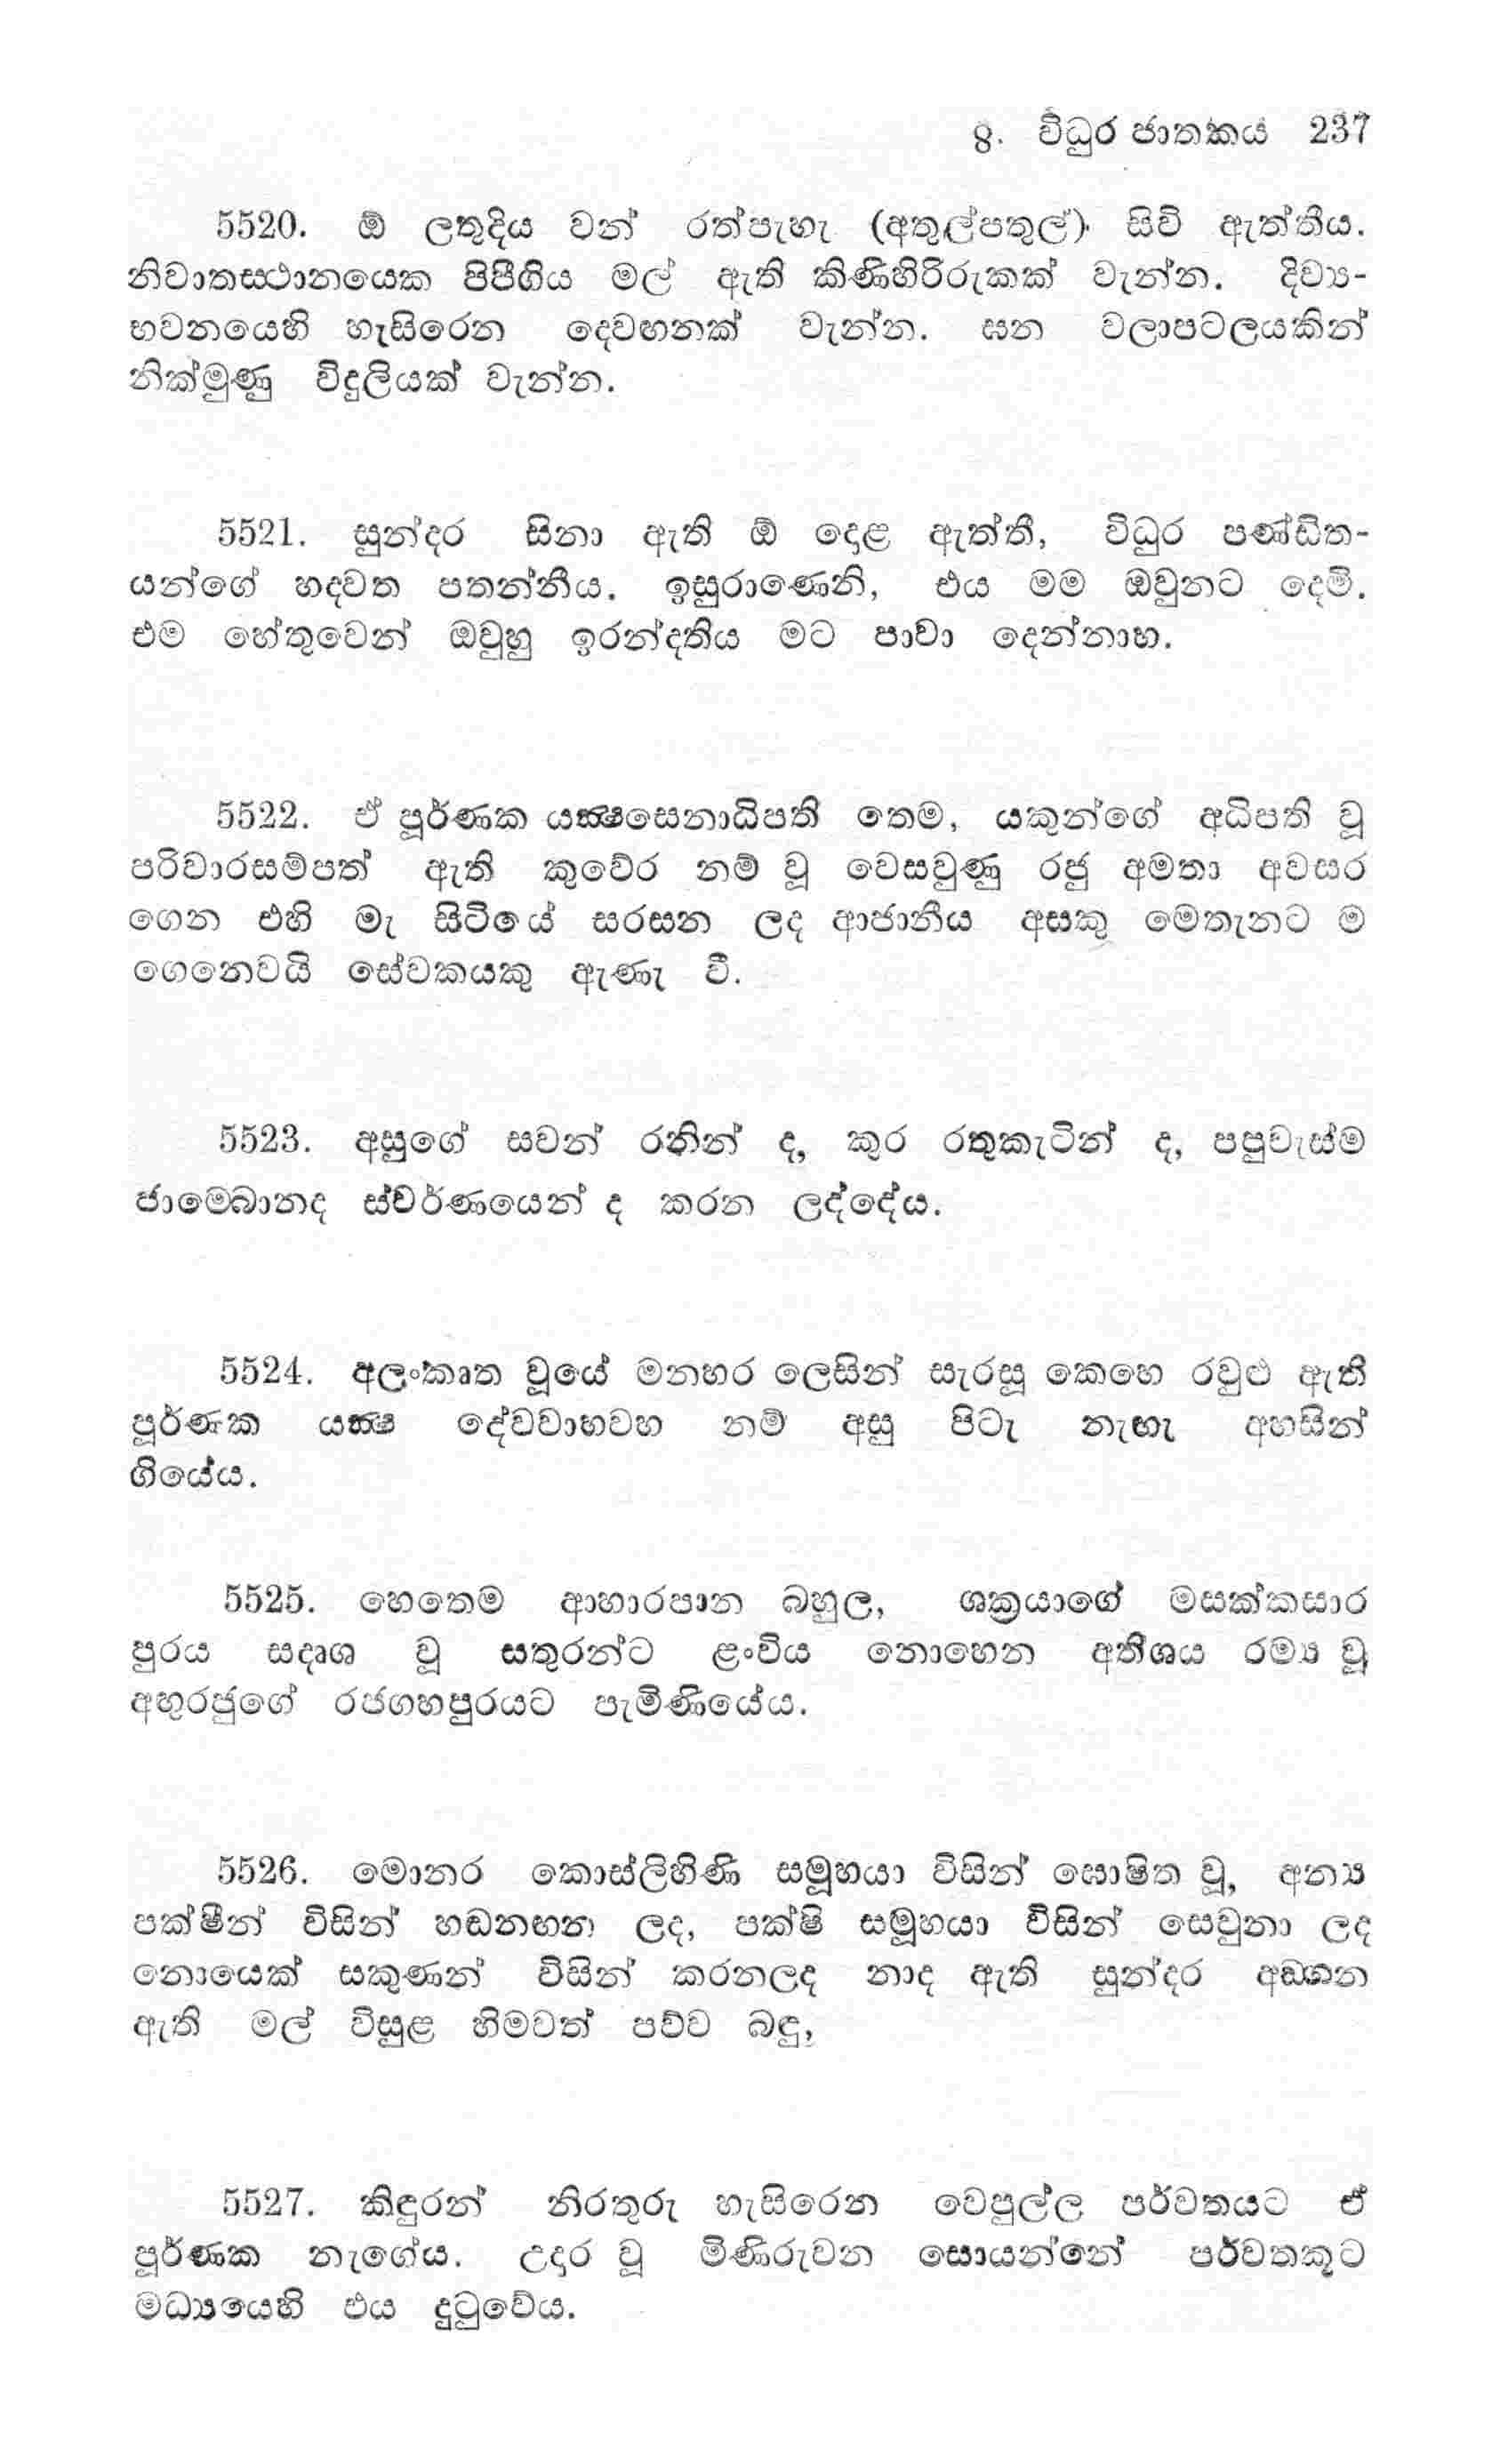 8. විධුර ජාතකය 237
5520. ඕ ලතුදිය වන් රත්පැහැ (අතුල්පතුල්) සිවි ඇත්තීය.
නිවාතස්ථානයෙක පිපීගිය මල් ඇති කිණිහිරිරුකක් වැන්න. දිව්‍ය-
භවනයෙහි හැසිරෙන දෙවඟනක් වැන්න. ඝන වලාපටලයකින්
නික්මුණු විදුලියක් වැන්න.
5521. සුන්දර සිනා ඇති ඕ දොළ ඇත්තී, විධුර පණ්ඩිත-
යන්ගේ හදවත පතන්නීය. ඉසුරාණෙනි, එය මම ඔවුනට දෙමි.
එම හේතුවෙන් ඔවුහු ඉරන්දතිය මට පාවා දෙන්නාහ.
5522. ඒ පූර්ණක යක්‍ෂසෙනාධිපති තෙම, යකුන්ගේ අධිපති වූ
පරිවාරසම්පත් ඇති කුවේර නම් වූ වෙසවුණු රජු අමතා අවසර
ගෙන එහි මැ සිටියේ සරසන ලද ආජානීය අසකු මෙතැනට ම
ගෙනෙවයි සේවකයකු ඇණැ වී.
5523. අසුගේ සවන් රනින් ද, කුර රතුකැටින් ද, පපුවැස්ම
ජාම්බොනද ස්වර්ණයෙන් ද කරන ලද්දේය.
5524. අලංකෘත වූයේ මනහර ලෙසින් සැරසූ කෙහෙ රවුළු ඇති
පූර්ණක යක්‍ෂ දේවවාහවහ නම් අසු පිටැ නැඟැ අහසින්
ගියේය.
5525. හෙතෙම ආහාරපාන බහුල, ශක්‍රයාගේ මසක්කසාර
පුරය සදෘශ වූ සතුරන්ට ළංවිය නොහෙන අතිශය රම්‍ය වූ
අඟුරජුගේ රජගහපුරයට පැමිණියේය.
5526. මොනර කොස්ලිහිණි සමූහයා විසින් ඝොෂිත වූ, අන්‍ය
පක්ෂීන් විසින් හඬනඟන ලද, පක්ෂි සමූහයා විසින් සෙවුනා ලද
නොයෙක් සකුණන් විසින් කරනලද නාද ඇති සුන්දර අඞ්ගන
ඇති මල් විසුළ හිමවත් පව්ව බඳු,
5527. කිඳුරන් නිරතුරු හැසිරෙන වෙපුල්ල පර්වතයට ඒ
පූර්ණක නැගේය. උදාර වූ මිණිරුවන සොයන්නේ පර්වතකූට
මධ්‍යයෙහි එය දුටුවේය.